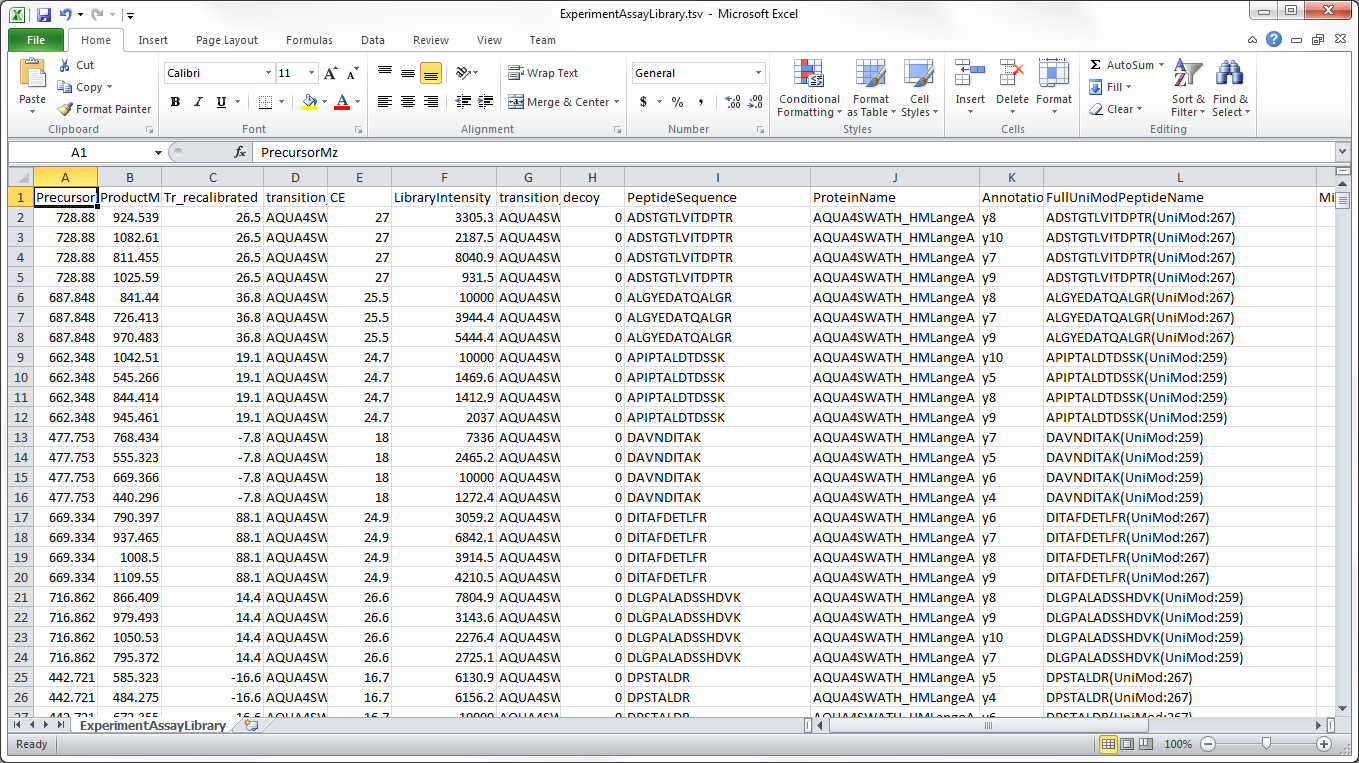 ExperimentAssayLibrary.tsv - Microsoft Excel
File Home Insert Page Layout Formulas Data Review View Team
Paste Cut Copy Format Painter Clipboard
Calibri 11 B I U Font
Wrap Text Merge & Center Alignment
General $ % , .00 .0 Number
Conditional Formatting Format as Table Cell Styles Styles
Insert Delete Format Cells
Σ AutoSum Fill Clear Sort & Filter Find & Select Editing
A1 fx PrecursorMz
A B C D E F G H I J K L
1 Precursor ProductM Tr_recalibrated transition_ CE LibraryIntensity transition_ decoy PeptideSequence ProteinName Annotatio FullUniModPeptideName Mi
2 728.88 924.539 26.5 AQUA4SW 27 3305.3 AQUA4SW 0 ADSTGTLVITDPTR AQUA4SWATH_HMLangeA y8 ADSTGTLVITDPTR(UniMod:267)
3 728.88 1082.61 26.5 AQUA4SW 27 2187.5 AQUA4SW 0 ADSTGTLVITDPTR AQUA4SWATH_HMLangeA y10 ADSTGTLVITDPTR(UniMod:267)
4 728.88 811.455 26.5 AQUA4SW 27 8040.9 AQUA4SW 0 ADSTGTLVITDPTR AQUA4SWATH_HMLangeA y7 ADSTGTLVITDPTR(UniMod:267)
5 728.88 1025.59 26.5 AQUA4SW 27 931.5 AQUA4SW 0 ADSTGTLVITDPTR AQUA4SWATH_HMLangeA y9 ADSTGTLVITDPTR(UniMod:267)
6 687.848 841.44 36.8 AQUA4SW 25.5 10000 AQUA4SW 0 ALGYEDATQALGR AQUA4SWATH_HMLangeA y8 ALGYEDATQALGR(UniMod:267)
7 687.848 726.413 36.8 AQUA4SW 25.5 3944.4 AQUA4SW 0 ALGYEDATQALGR AQUA4SWATH_HMLangeA y7 ALGYEDATQALGR(UniMod:267)
8 687.848 970.483 36.8 AQUA4SW 25.5 5444.4 AQUA4SW 0 ALGYEDATQALGR AQUA4SWATH_HMLangeA y9 ALGYEDATQALGR(UniMod:267)
9 662.348 1042.51 19.1 AQUA4SW 24.7 10000 AQUA4SW 0 APIPTALDTDSSK AQUA4SWATH_HMLangeA y10 APIPTALDTDSSK(UniMod:259)
10 662.348 545.266 19.1 AQUA4SW 24.7 1469.6 AQUA4SW 0 APIPTALDTDSSK AQUA4SWATH_HMLangeA y5 APIPTALDTDSSK(UniMod:259)
11 662.348 844.414 19.1 AQUA4SW 24.7 1412.9 AQUA4SW 0 APIPTALDTDSSK AQUA4SWATH_HMLangeA y8 APIPTALDTDSSK(UniMod:259)
12 662.348 945.461 19.1 AQUA4SW 24.7 2037 AQUA4SW 0 APIPTALDTDSSK AQUA4SWATH_HMLangeA y9 APIPTALDTDSSK(UniMod:259)
13 477.753 768.434 -7.8 AQUA4SW 18 7336 AQUA4SW 0 DAVNDITAK AQUA4SWATH_HMLangeA y7 DAVNDITAK(UniMod:259)
14 477.753 555.323 -7.8 AQUA4SW 18 2465.2 AQUA4SW 0 DAVNDITAK AQUA4SWATH_HMLangeA y5 DAVNDITAK(UniMod:259)
15 477.753 669.366 -7.8 AQUA4SW 18 10000 AQUA4SW 0 DAVNDITAK AQUA4SWATH_HMLangeA y6 DAVNDITAK(UniMod:259)
16 477.753 440.296 -7.8 AQUA4SW 18 1272.4 AQUA4SW 0 DAVNDITAK AQUA4SWATH_HMLangeA y4 DAVNDITAK(UniMod:259)
17 669.334 790.397 88.1 AQUA4SW 24.9 3059.2 AQUA4SW 0 DITAFDETLFR AQUA4SWATH_HMLangeA y6 DITAFDETLFR(UniMod:267)
18 669.334 937.465 88.1 AQUA4SW 24.9 6842.1 AQUA4SW 0 DITAFDETLFR AQUA4SWATH_HMLangeA y7 DITAFDETLFR(UniMod:267)
19 669.334 1008.5 88.1 AQUA4SW 24.9 3914.5 AQUA4SW 0 DITAFDETLFR AQUA4SWATH_HMLangeA y8 DITAFDETLFR(UniMod:267)
20 669.334 1109.55 88.1 AQUA4SW 24.9 4210.5 AQUA4SW 0 DITAFDETLFR AQUA4SWATH_HMLangeA y9 DITAFDETLFR(UniMod:267)
21 716.862 866.409 14.4 AQUA4SW 26.6 7804.9 AQUA4SW 0 DLGPALADSSHDVK AQUA4SWATH_HMLangeA y8 DLGPALADSSHDVK(UniMod:259)
22 716.862 979.493 14.4 AQUA4SW 26.6 3143.6 AQUA4SW 0 DLGPALADSSHDVK AQUA4SWATH_HMLangeA y9 DLGPALADSSHDVK(UniMod:259)
23 716.862 1050.53 14.4 AQUA4SW 26.6 2276.4 AQUA4SW 0 DLGPALADSSHDVK AQUA4SWATH_HMLangeA y10 DLGPALADSSHDVK(UniMod:259)
24 716.862 795.372 14.4 AQUA4SW 26.6 2725.1 AQUA4SW 0 DLGPALADSSHDVK AQUA4SWATH_HMLangeA y7 DLGPALADSSHDVK(UniMod:259)
25 442.721 585.323 -16.6 AQUA4SW 16.7 6130.9 AQUA4SW 0 DPSTALDR AQUA4SWATH_HMLangeA y5 DPSTALDR(UniMod:267)
26 442.721 484.275 -16.6 AQUA4SW 16.7 6156.2 AQUA4SW 0 DPSTALDR AQUA4SWATH_HMLangeA y4 DPSTALDR(UniMod:267)
ExperimentAssayLibrary
Ready 100%